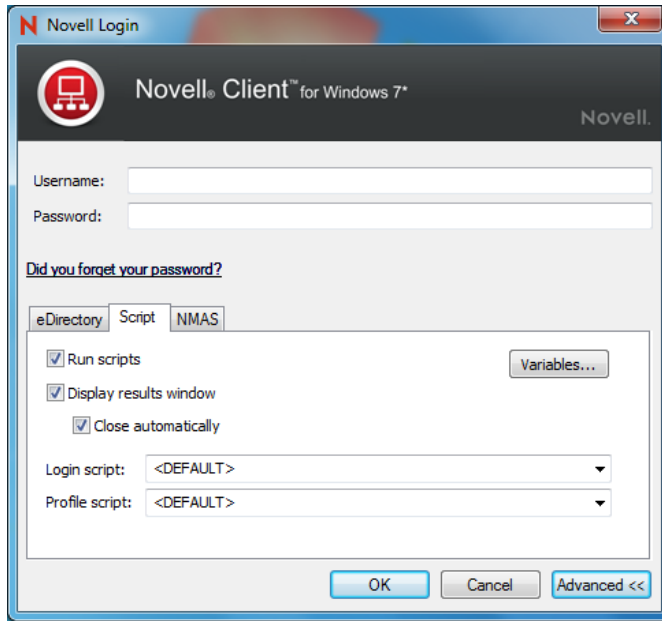 Novell Login
Novell® Client™ for Windows 7*
Novell.
Username:
Password:
Did you forget your password?
eDirectory Script NMAS
Run scripts Variables...
Display results window
Close automatically
Login script: <DEFAULT>
Profile script: <DEFAULT>
OK Cancel Advanced <<